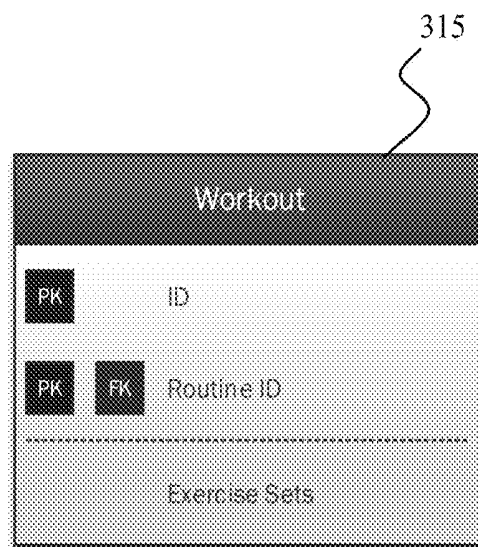 315
Workout
PK ID
PK FK Routine ID
Exercise Sets